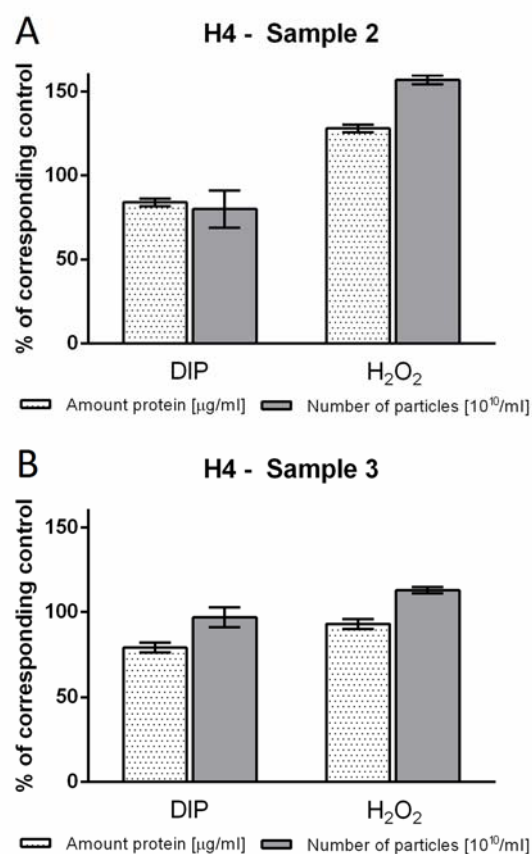 A
H4 - Sample 2
% of corresponding control
150
100
50
0
DIP
H₂O₂
Amount protein [µg/ml]
Number of particles [10¹⁰/ml]
B
H4 - Sample 3
% of corresponding control
150
100
50
0
DIP
H₂O₂
Amount protein [µg/ml]
Number of particles [10¹⁰/ml]